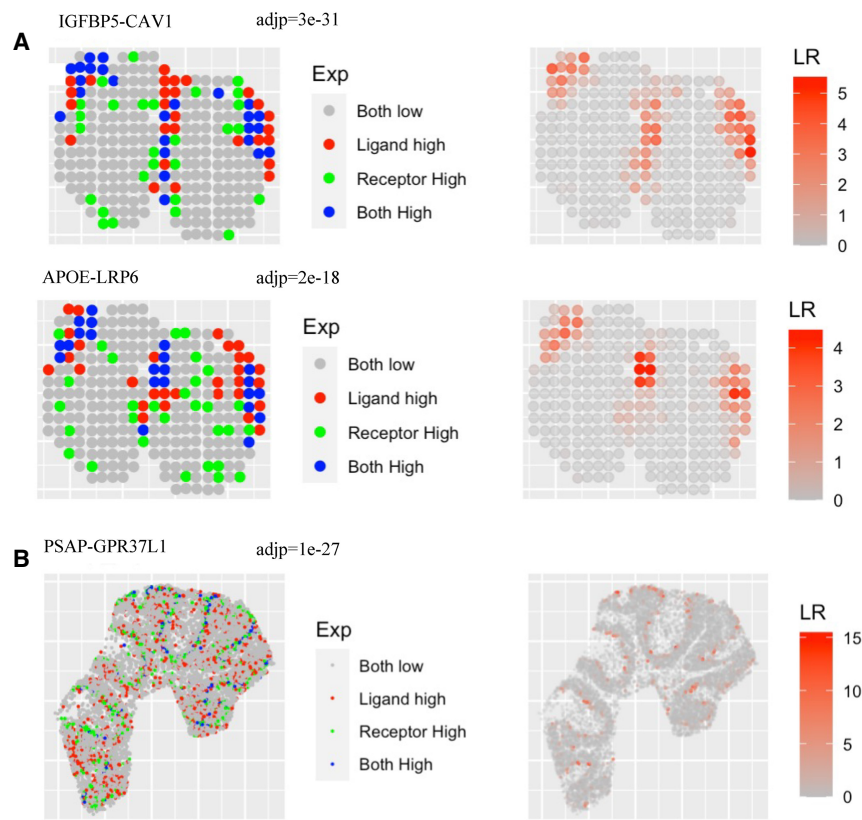 A
IGFBP5-CAV1 adjp=3e-31
Exp
Both low
Ligand high
Receptor High
Both High
LR
5
4
3
2
1
0
APOE-LRP6 adjp=2e-18
Exp
Both low
Ligand high
Receptor High
Both High
LR
4
3
2
1
0
B
PSAP-GPR37L1 adjp=1e-27
Exp
Both low
Ligand high
Receptor High
Both High
LR
15
10
5
0